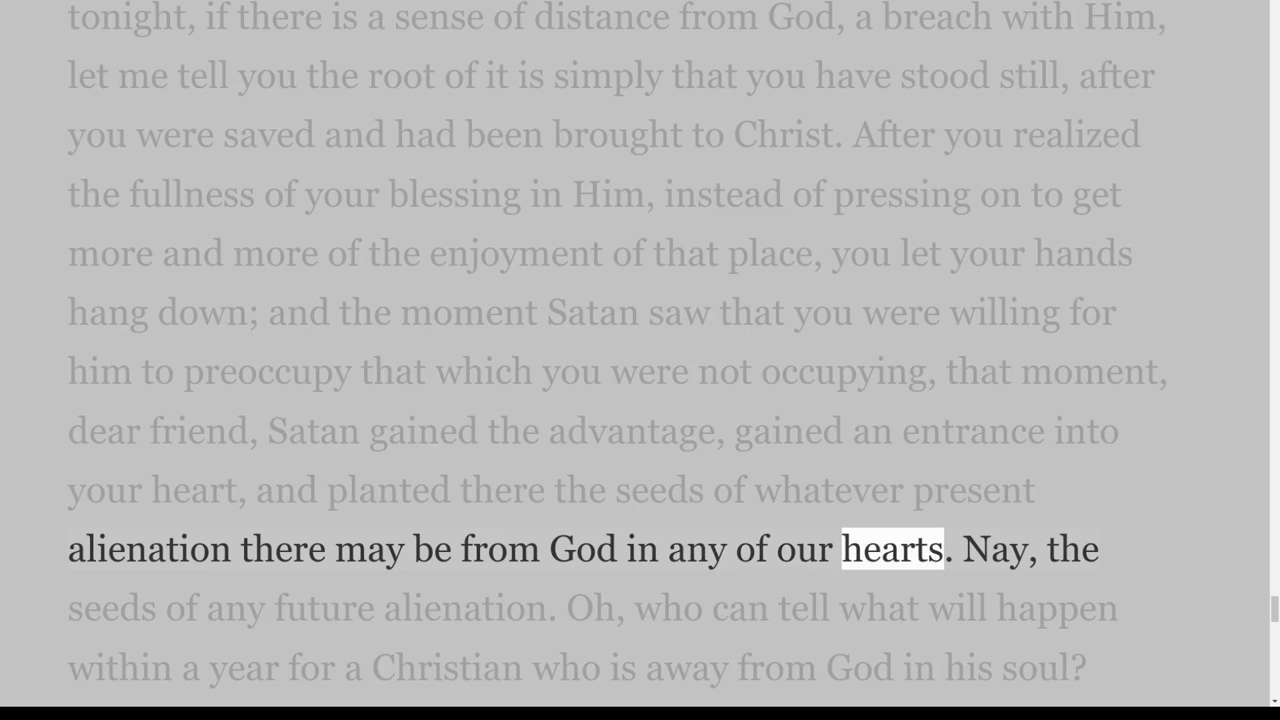 tonight, if there is a sense of distance from God, a breach with Him,
let me tell you the root of it is simply that you have stood still, after
you were saved and had been brought to Christ. After you realized
the fullness of your blessing in Him, instead of pressing on to get
more and more of the enjoyment of that place, you let your hands
hang down; and the moment Satan saw that you were willing for
him to preoccupy that which you were not occupying, that moment,
dear friend, Satan gained the advantage, gained an entrance into
your heart, and planted there the seeds of whatever present
alienation there may be from God in any of our hearts. Nay, the
seeds of any future alienation. Oh, who can tell what will happen
within a year for a Christian who is away from God in his soul?